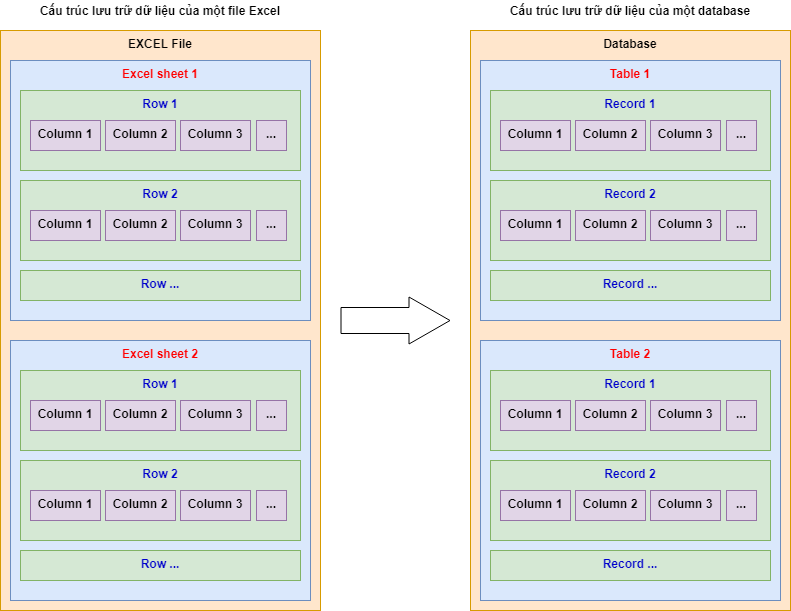 Cấu trúc lưu trữ dữ liệu của một file Excel
EXCEL File
Excel sheet 1
Row 1
Column 1 Column 2 Column 3 ...
Row 2
Column 1 Column 2 Column 3 ...
Row ...
Excel sheet 2
Row 1
Column 1 Column 2 Column 3 ...
Row 2
Column 1 Column 2 Column 3 ...
Row ...
Cấu trúc lưu trữ dữ liệu của một database
Database
Table 1
Record 1
Column 1 Column 2 Column 3 ...
Record 2
Column 1 Column 2 Column 3 ...
Record ...
Table 2
Record 1
Column 1 Column 2 Column 3 ...
Record 2
Column 1 Column 2 Column 3 ...
Record ...